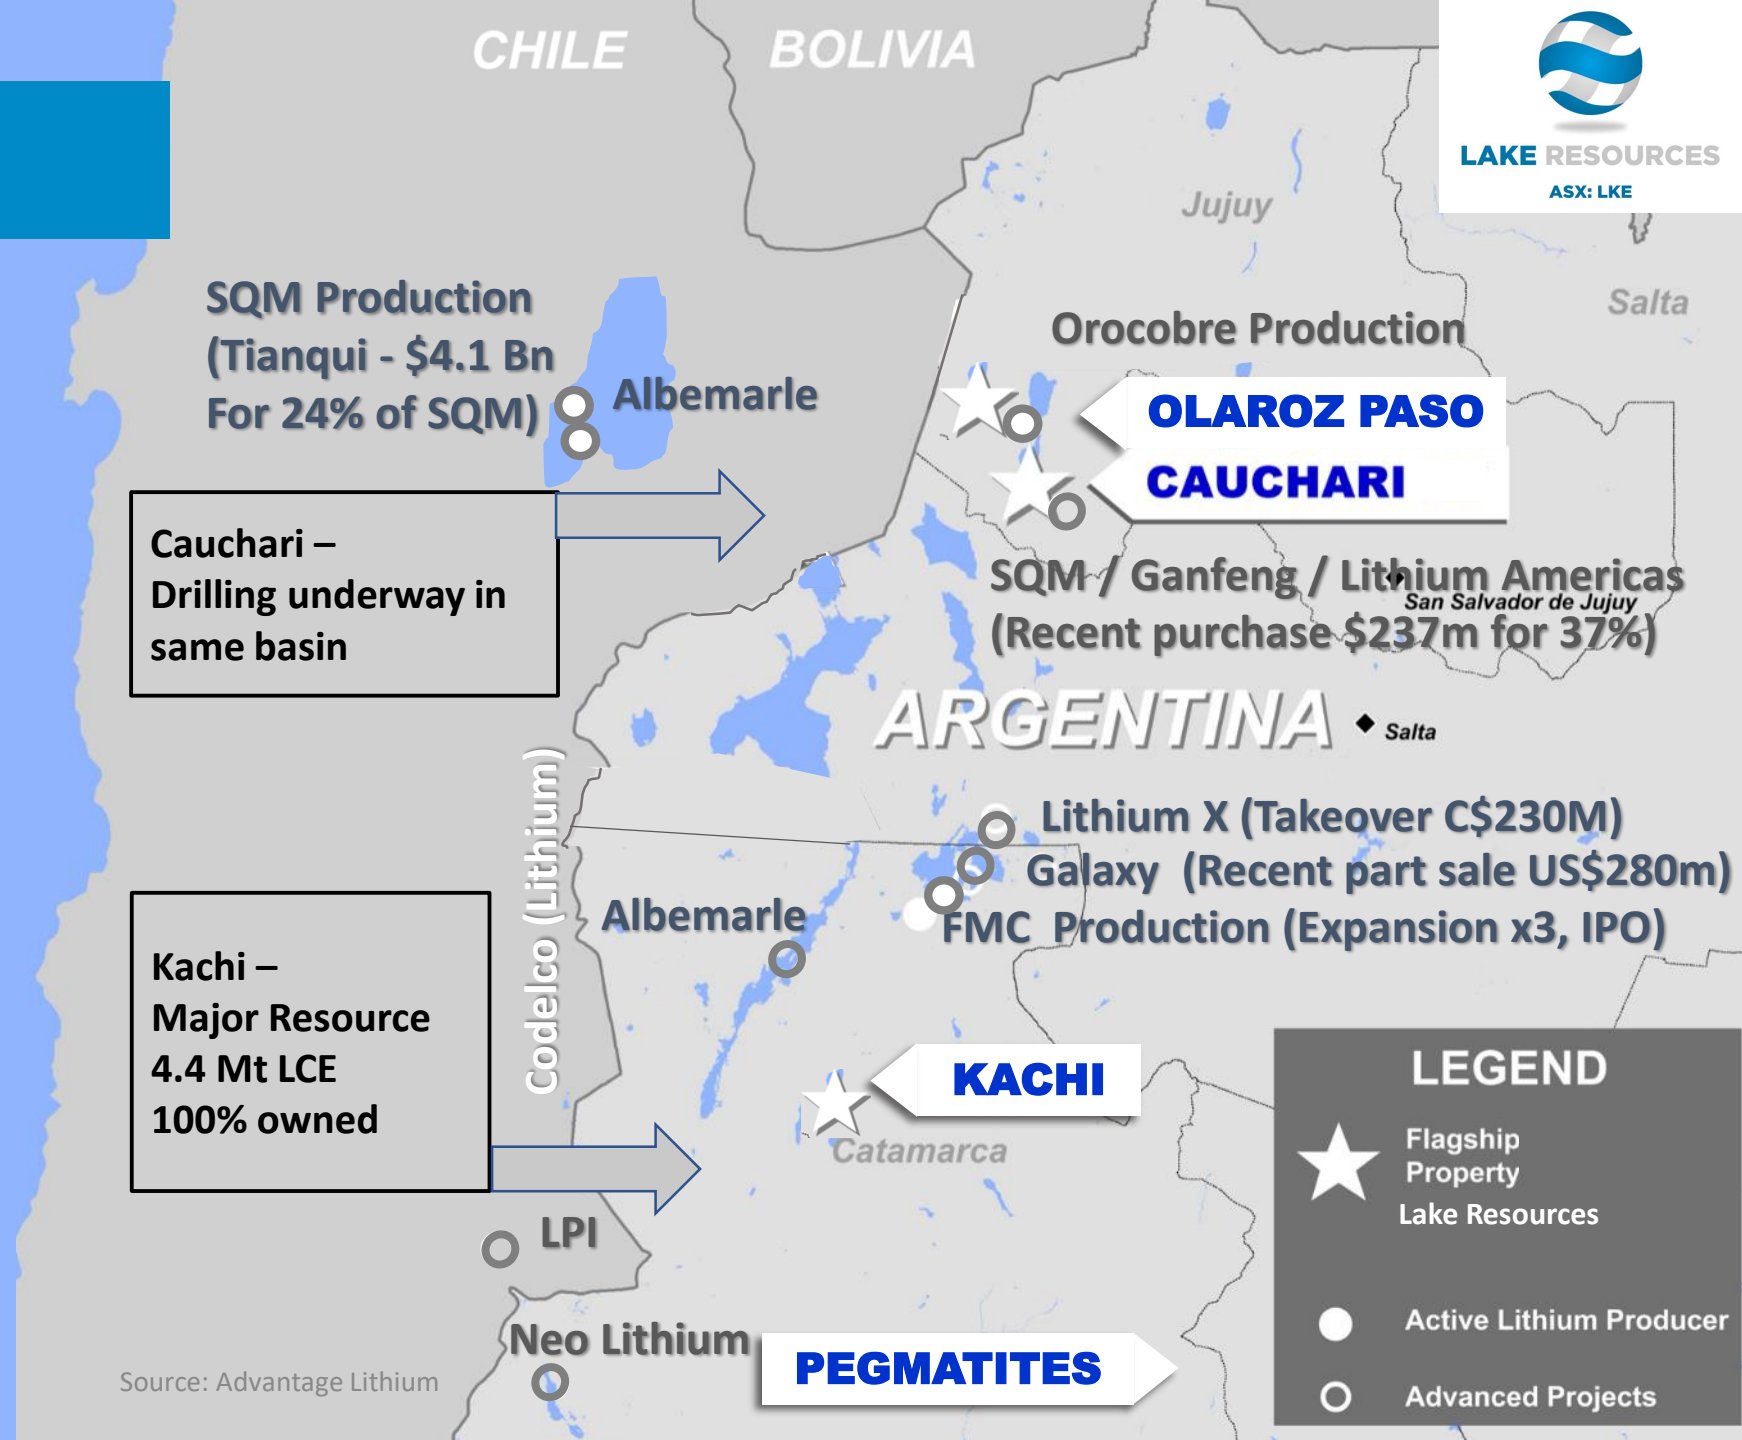 CHILE
BOLIVIA
LAKE RESOURCES
ASX: LKE
Jujuy
Salta
SQM Production
(Tianqui - $4.1 Bn
For 24% of SQM)
Albemarle
Orocobre Production
OLAROZ PASO
CAUCHARI
Cauchari –
Drilling underway in
same basin
SQM / Ganfeng / Lithium Americas
San Salvador de Jujuy
(Recent purchase $237m for 37%)
ARGENTINA
Salta
Codelco (Lithium)
Lithium X (Takeover C$230M)
Galaxy (Recent part sale US$280m)
FMC Production (Expansion x3, IPO)
Albemarle
Kachi –
Major Resource
4.4 Mt LCE
100% owned
KACHI
Catamarca
LPI
Neo Lithium
PEGMATITES
Source: Advantage Lithium
LEGEND
Flagship
Property
Lake Resources
Active Lithium Producer
Advanced Projects